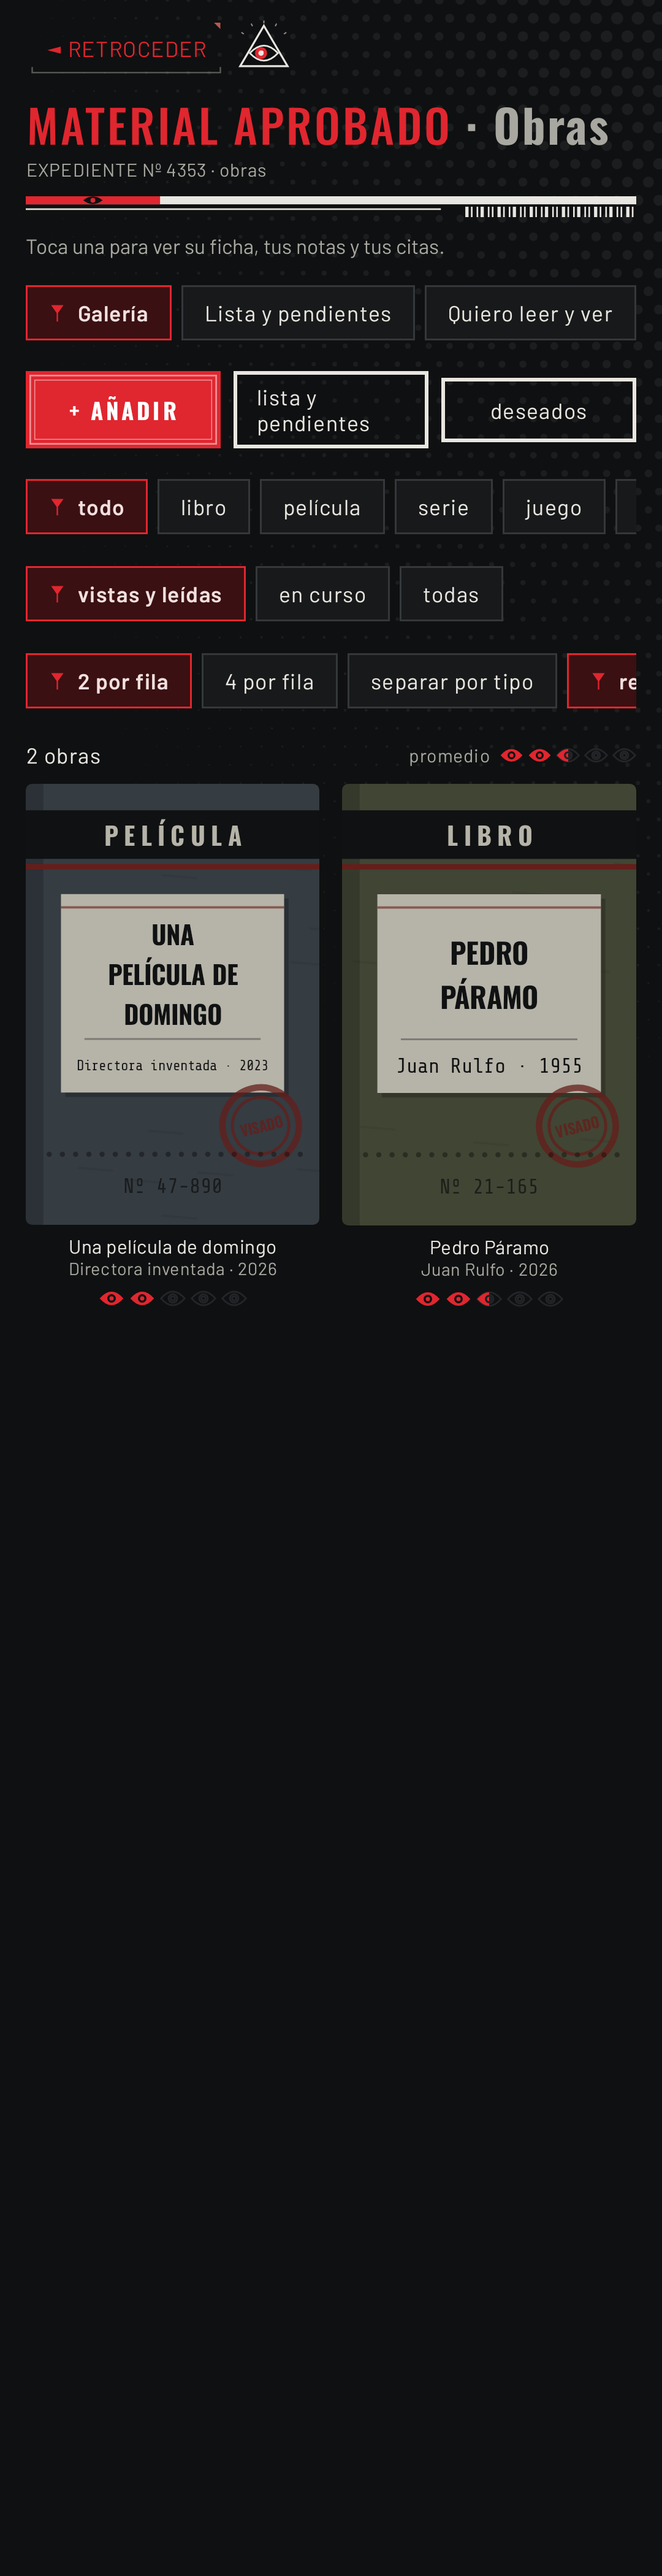 ◄ RETROCEDER
MATERIAL APROBADO · Obras
EXPEDIENTE Nº 4353 · obras
Toca una para ver su ficha, tus notas y tus citas.
Galería
Lista y pendientes
Quiero leer y ver
+ AÑADIR
lista y
pendientes
deseados
todo
libro
película
serie
juego
vistas y leídas
en curso
todas
2 por fila
4 por fila
separar por tipo
re
2 obras
promedio
PELÍCULA
UNA
PELÍCULA DE
DOMINGO
Directora inventada · 2023
VISADO
Nº 47-890
Una película de domingo
Directora inventada · 2026
LIBRO
PEDRO
PÁRAMO
Juan Rulfo · 1955
VISADO
Nº 21-165
Pedro Páramo
Juan Rulfo · 2026